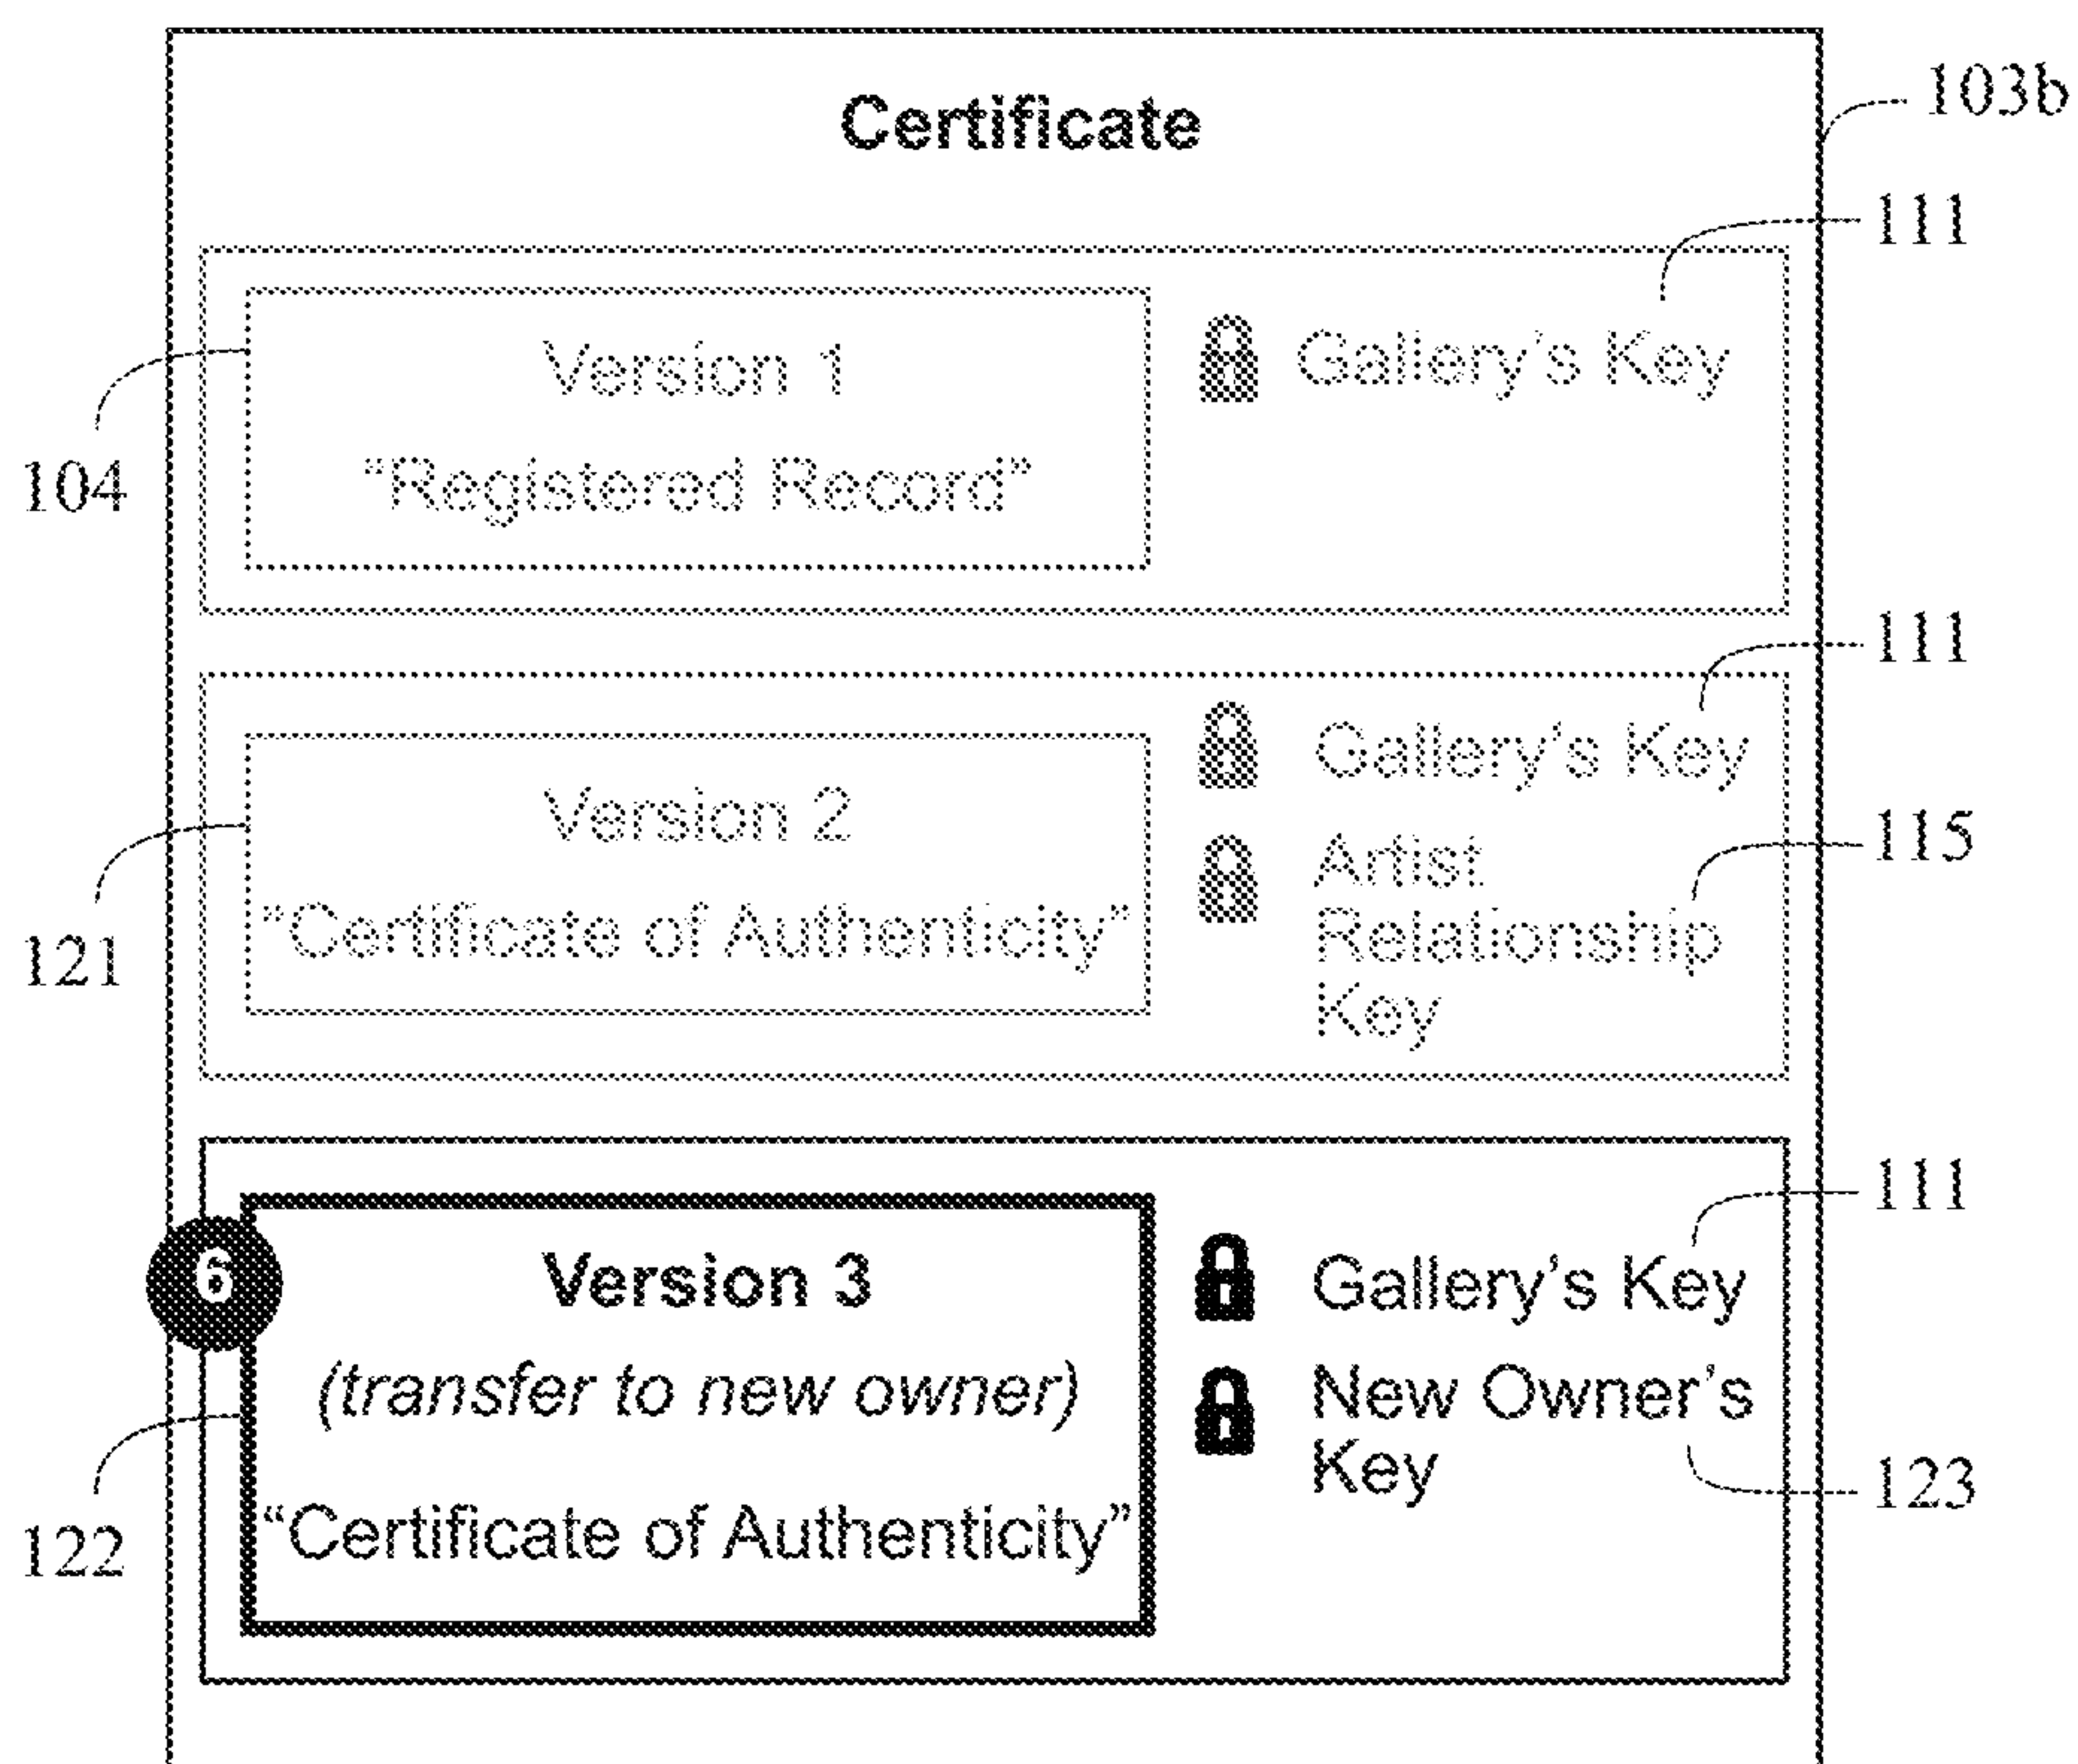 Certificate
103b
111
Version 1
Gallery's Key
104
“Registered Record”
111
Version 2
Gallery's Key
115
Artist
Relationship
Key
121
“Certificate of Authenticity”
111
6
Version 3
Gallery's Key
(transfer to new owner)
New Owner's
Key
123
122
“Certificate of Authenticity”